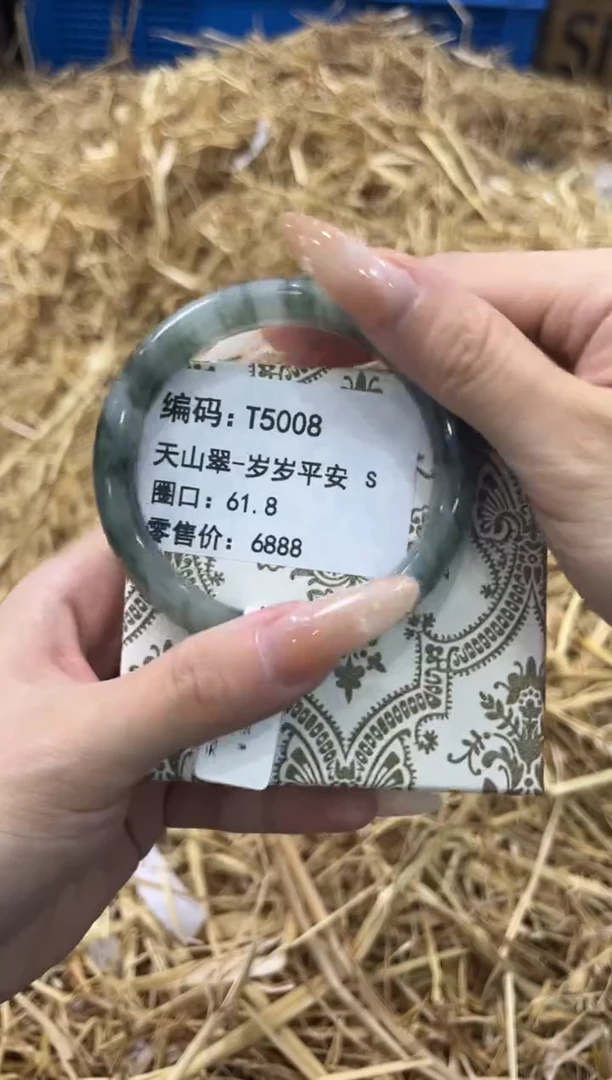 编码: T5008
天山翠-岁岁平安 S
圈口: 61.8
零售价: 6888